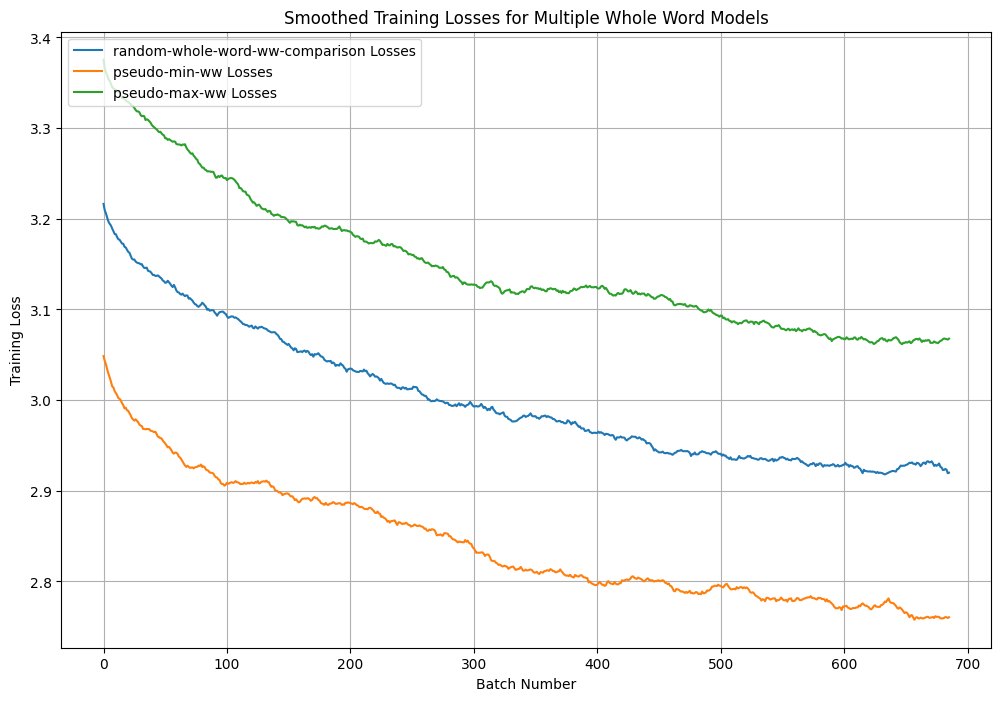 Smoothed Training Losses for Multiple Whole Word Models
random-whole-word-ww-comparison Losses
pseudo-min-ww Losses
pseudo-max-ww Losses
3.4
3.3
3.2
3.1
3.0
2.9
2.8
Training Loss
0 100 200 300 400 500 600 700
Batch Number